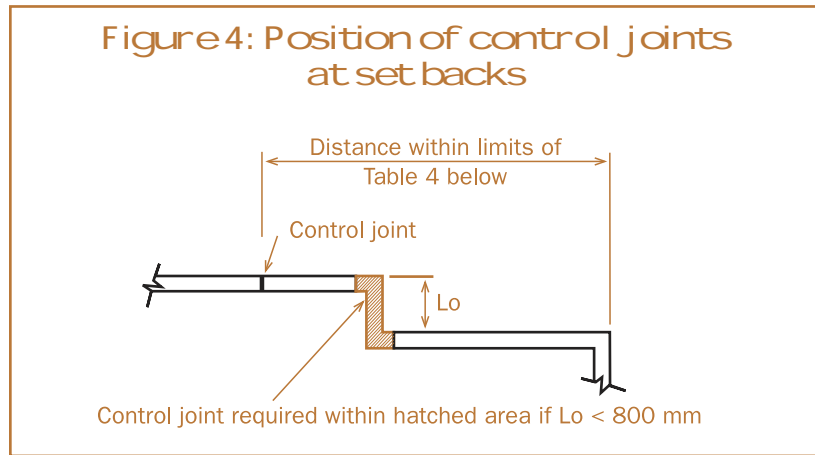 Figure 4: Position of control joints
at set backs
Distance within limits of
Table 4 below
Control joint
Lo
Control joint required within hatched area if Lo < 800 mm